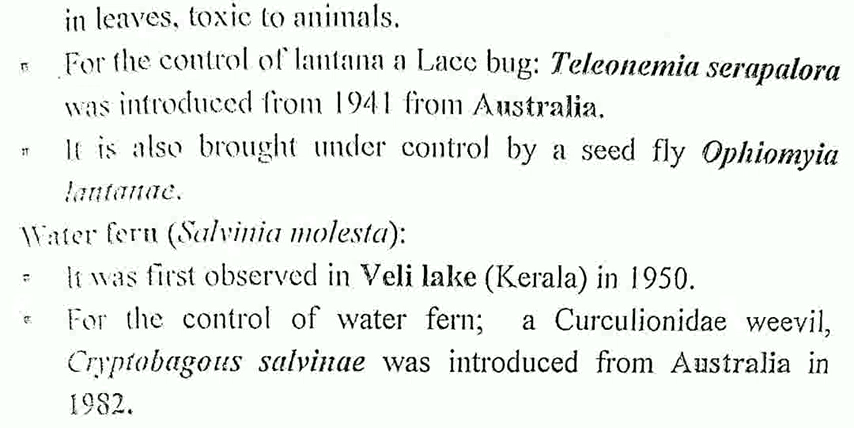 in leaves, toxic to animals.
For the control of lantana a Lace bug: Teleonemia serapalora
was introduced from 1941 from Australia.
It is also brought under control by a seed fly Ophiomyia
lantanae.
Water fern (Salvinia molesta):
It was first observed in Veli lake (Kerala) in 1950.
For the control of water fern; a Curculionidae weevil,
Cryptobagous salvinae was introduced from Australia in
1982.